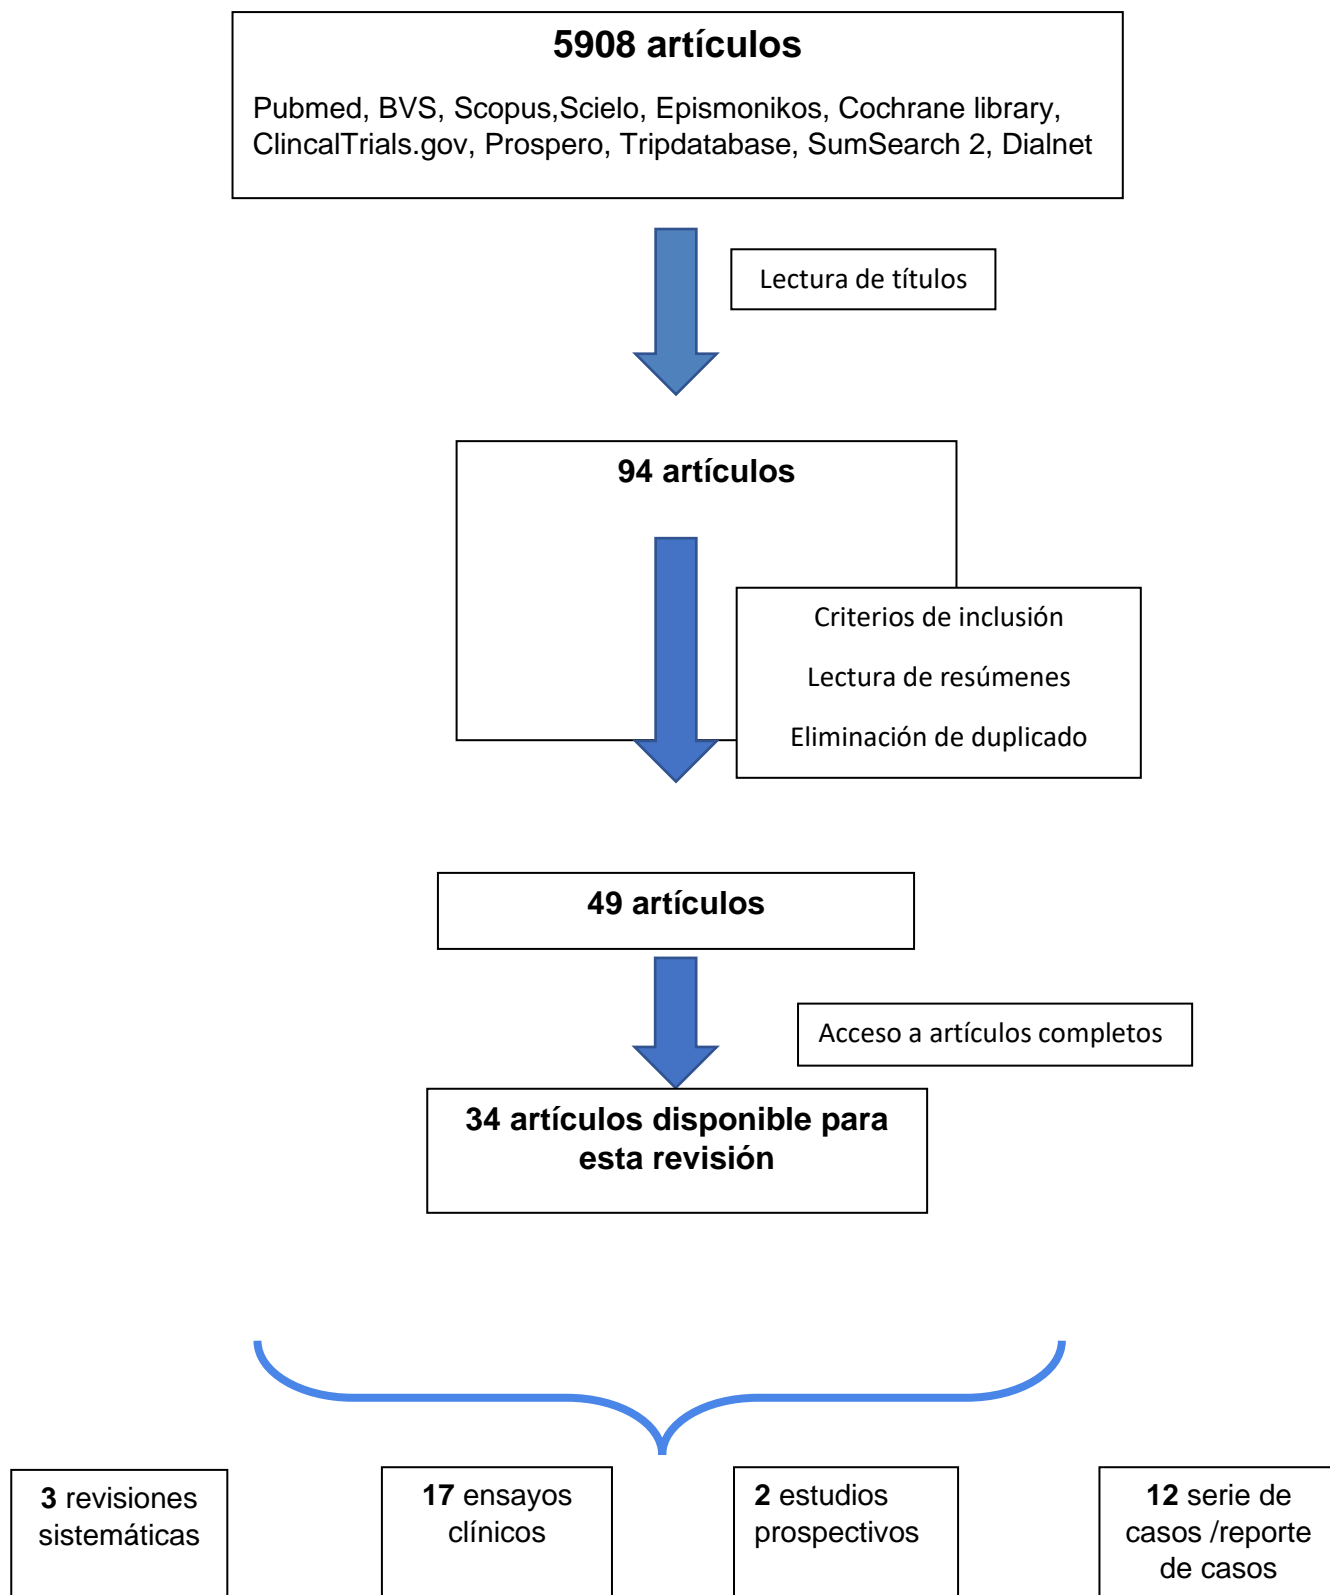 5908 artículos
Pubmed, BVS, Scopus,Scielo, Epismonikos, Cochrane library,
ClincalTrials.gov, Prospero, Tripdatabase, SumSearch 2, Dialnet
Lectura de títulos
94 artículos
Criterios de inclusión
Lectura de resúmenes
Eliminación de duplicado
49 artículos
Acceso a artículos completos
34 artículos disponible para
esta revisión
3 revisiones
sistemáticas
17 ensayos
clínicos
2 estudios
prospectivos
12 serie de
casos /reporte
de casos